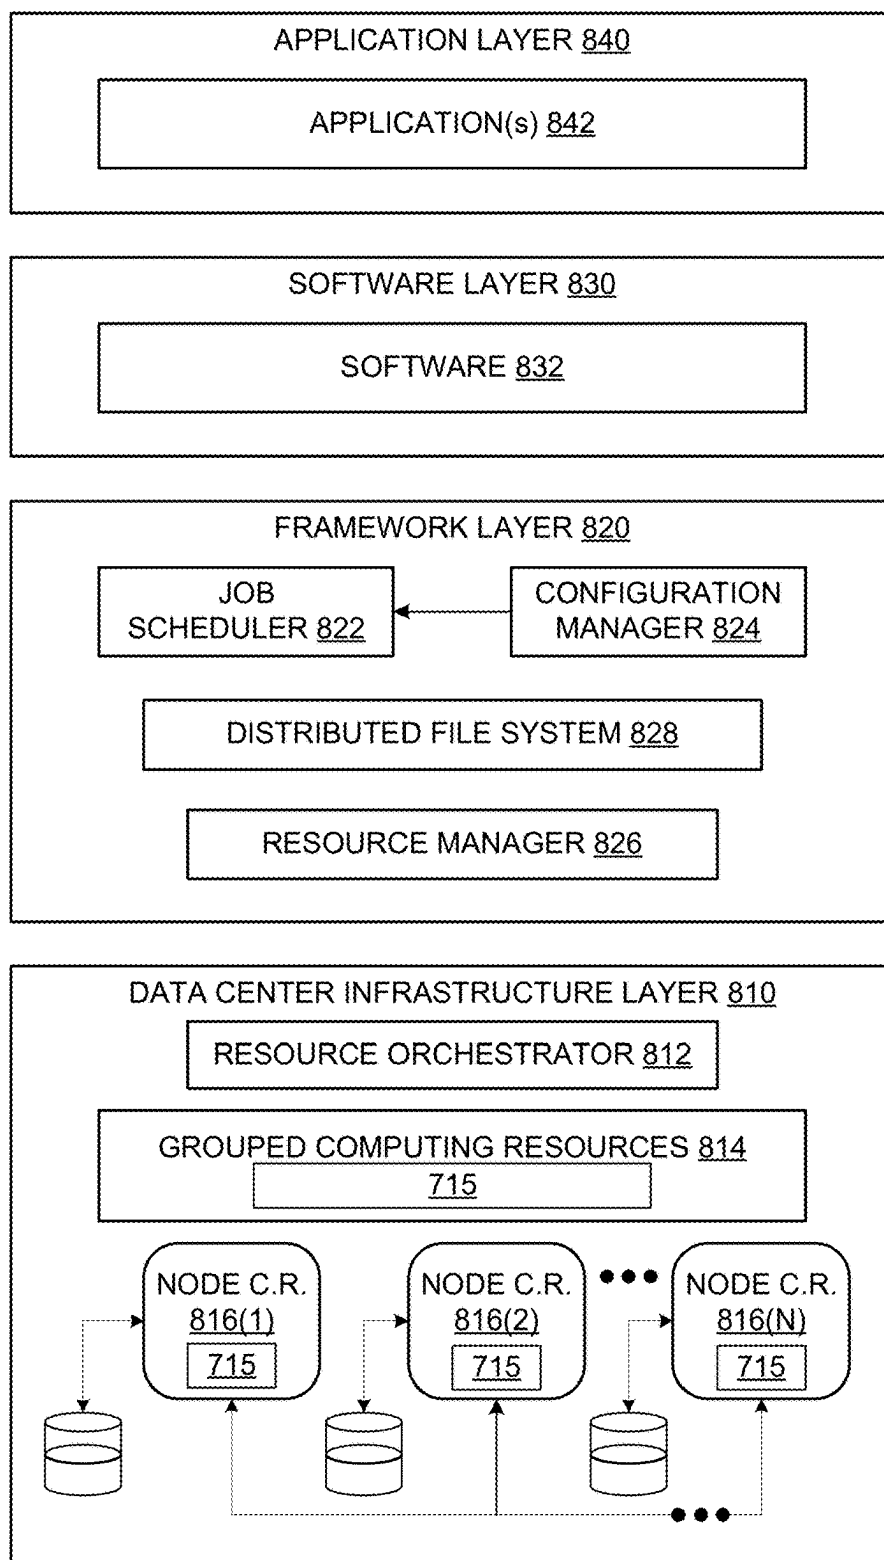 APPLICATION LAYER 840
APPLICATION(s) 842
SOFTWARE LAYER 830
SOFTWARE 832
FRAMEWORK LAYER 820
JOB
SCHEDULER 822
CONFIGURATION
MANAGER 824
DISTRIBUTED FILE SYSTEM 828
RESOURCE MANAGER 826
DATA CENTER INFRASTRUCTURE LAYER 810
RESOURCE ORCHESTRATOR 812
GROUPED COMPUTING RESOURCES 814
715
NODE C.R.
816(1)
715
NODE C.R.
816(2)
715
NODE C.R.
816(N)
715